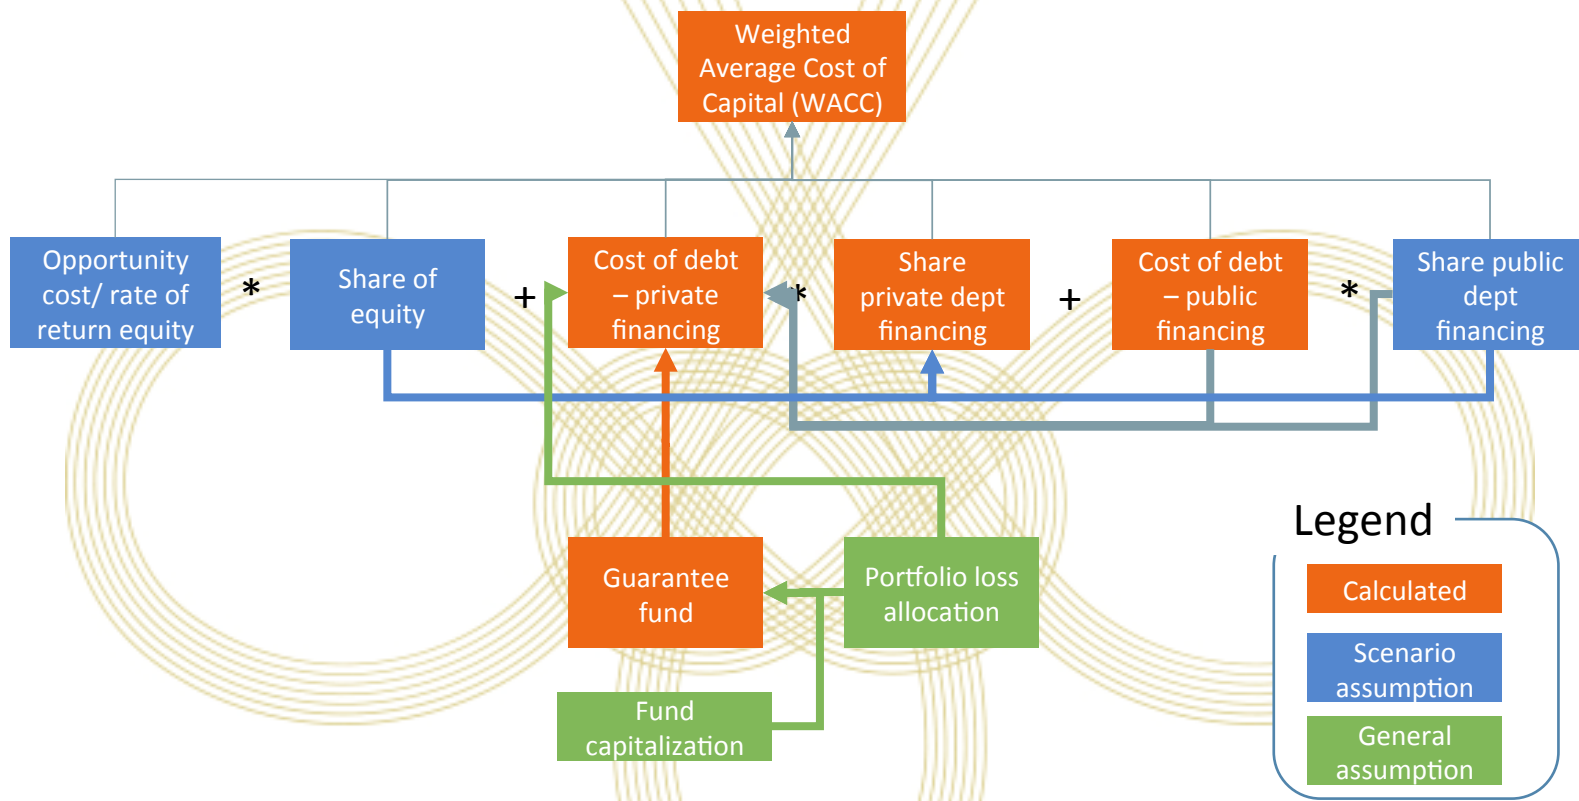 Weighted
Average Cost of
Capital (WACC)
Opportunity
cost/ rate of
return equity
*
Share of
equity
+
Cost of debt
– private
financing
*
Share
private dept
financing
+
Cost of debt
– public
financing
*
Share public
dept
financing
Guarantee
fund
Portfolio loss
allocation
Fund
capitalization
Legend
Calculated
Scenario
assumption
General
assumption